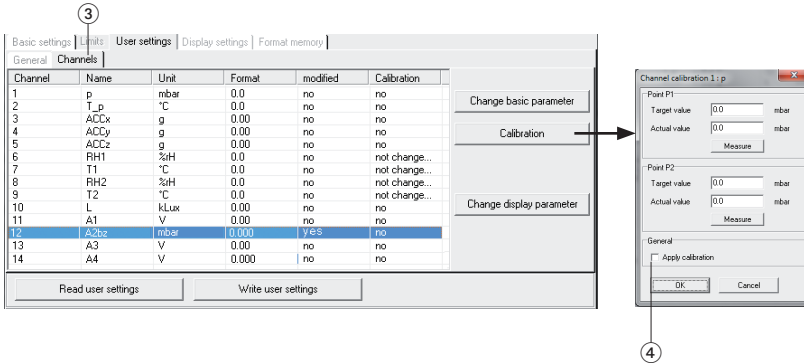 ③
Basic settings Limits User settings Display settings Format memory
General Channels
Channel Name Unit Format modified Calibration
1 p mbar 0.0 no no
2 T_p °C 0.0 no no
3 ACCx g 0.00 no no
4 ACCy g 0.00 no no
5 ACCz g 0.00 no no
6 RH1 %rH 0.0 no not change...
7 T1 °C 0.0 no not change...
8 RH2 %rH 0.0 no not change...
9 T2 °C 0.0 no not change...
10 L kLux 0.00 no no
11 A1 V 0.00 no no
12 A2bz mbar 0.000 yes no
13 A3 V 0.00 no no
14 A4 V 0.000 no no
Change basic parameter
Calibration
Change display parameter
Read user settings Write user settings
Channel calibration 1 : p
Point P1
Target value 0.0 mbar
Actual value 0.0 mbar
Measure
Point P2
Target value 0.0 mbar
Actual value 0.0 mbar
Measure
General
Apply calibration
OK Cancel
④